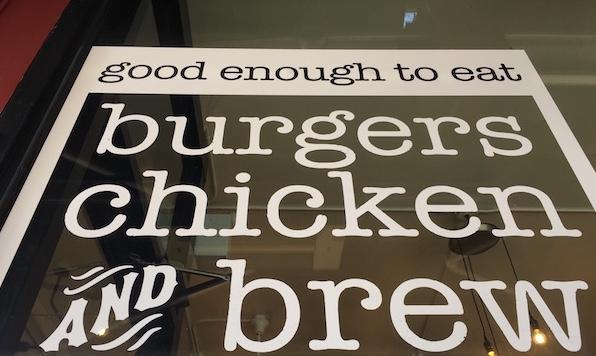 good enough to eat
burgers
chicken
AND brew